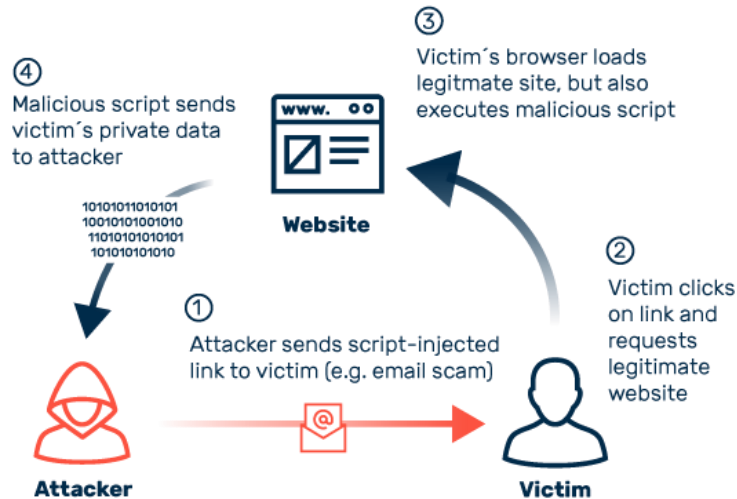 ③
Victim´s browser loads
legitmate site, but also
executes malicious script
④
Malicious script sends
victim´s private data
to attacker
www.
Website
10101011010101
10010101001010
11010101010101
101010101010
②
Victim clicks
on link and
requests
legitimate
website
①
Attacker sends script-injected
link to victim (e.g. email scam)
@
Attacker
Victim